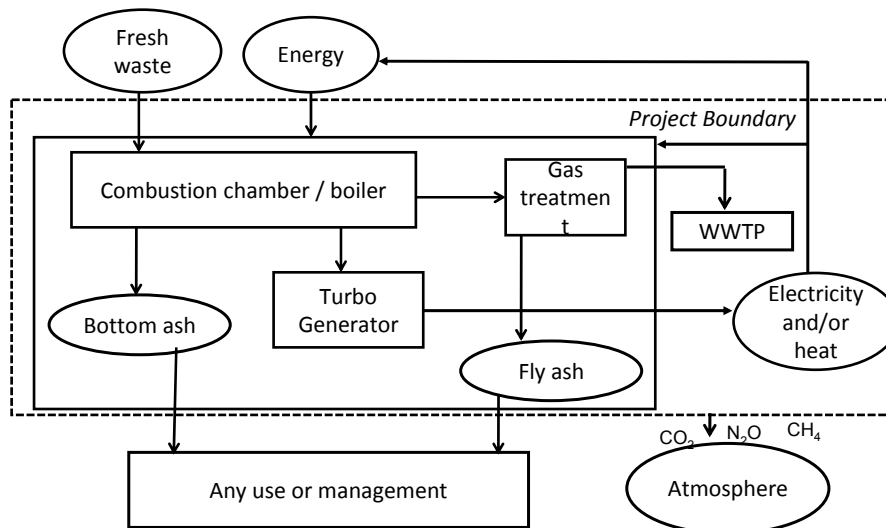 Fresh
waste
Energy
Project Boundary
Combustion chamber / boiler
Gas
treatmen
t
WWTP
Turbo
Generator
Electricity
and/or
heat
Bottom ash
Fly ash
CO₂
N₂O
CH₄
Any use or management
Atmosphere